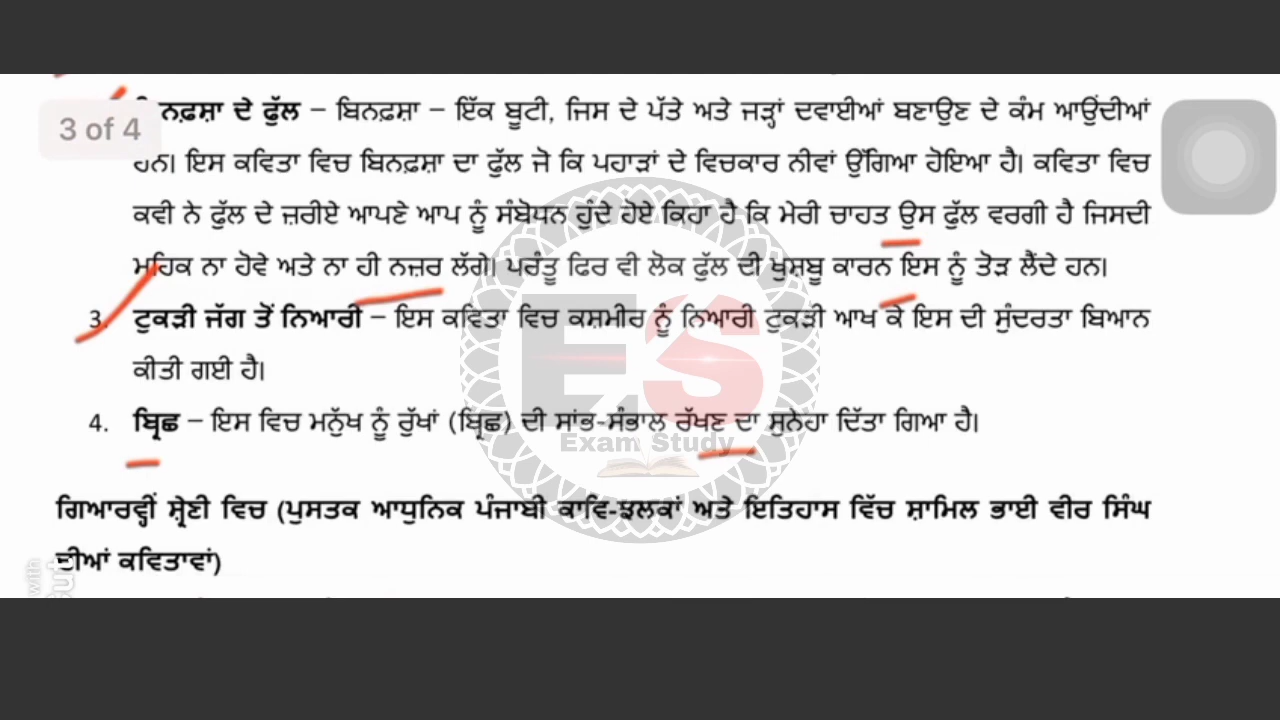 3 of 4
ਨਫ਼ਸ਼ਾ ਦੇ ਫੁੱਲ – ਬਿਨਫ਼ਸ਼ਾ – ਇੱਕ ਬੂਟੀ, ਜਿਸ ਦੇ ਪੱਤੇ ਅਤੇ ਜੜ੍ਹਾਂ ਦਵਾਈਆਂ ਬਣਾਉਣ ਦੇ ਕੰਮ ਆਉਂਦੀਆਂ
ਹਨ। ਇਸ ਕਵਿਤਾ ਵਿਚ ਬਿਨਫ਼ਸ਼ਾ ਦਾ ਫੁੱਲ ਜੋ ਕਿ ਪਹਾੜਾਂ ਦੇ ਵਿਚਕਾਰ ਨੀਵਾਂ ਉੱਗਿਆ ਹੋਇਆ ਹੈ। ਕਵਿਤਾ ਵਿਚ
ਕਵੀ ਨੇ ਫੁੱਲ ਦੇ ਜ਼ਰੀਏ ਆਪਣੇ ਆਪ ਨੂੰ ਸੰਬੋਧਨ ਹੁੰਦੇ ਹੋਏ ਕਿਹਾ ਹੈ ਕਿ ਮੇਰੀ ਚਾਹਤ ਉਸ ਫੁੱਲ ਵਰਗੀ ਹੈ ਜਿਸਦੀ
ਮਹਿਕ ਨਾ ਹੋਵੇ ਅਤੇ ਨਾ ਹੀ ਨਜ਼ਰ ਲੱਗੇ। ਪਰੰਤੂ ਫਿਰ ਵੀ ਲੋਕ ਫੁੱਲ ਦੀ ਖੁਸ਼ਬੂ ਕਾਰਨ ਇਸ ਨੂੰ ਤੋੜ ਲੈਂਦੇ ਹਨ।
3. ਟੁਕੜੀ ਜੱਗ ਤੋਂ ਨਿਆਰੀ – ਇਸ ਕਵਿਤਾ ਵਿਚ ਕਸ਼ਮੀਰ ਨੂੰ ਨਿਆਰੀ ਟੁਕੜੀ ਆਖ ਕੇ ਇਸ ਦੀ ਸੁੰਦਰਤਾ ਬਿਆਨ
ਕੀਤੀ ਗਈ ਹੈ।
4. ਬ੍ਰਿਛ – ਇਸ ਵਿਚ ਮਨੁੱਖ ਨੂੰ ਰੁੱਖਾਂ (ਬ੍ਰਿਛ) ਦੀ ਸਾਂਭ-ਸੰਭਾਲ ਰੱਖਣ ਦਾ ਸੁਨੇਹਾ ਦਿੱਤਾ ਗਿਆ ਹੈ।
ES
Exam Study
ਗਿਆਰਵ੍ਹੀਂ ਸ਼੍ਰੇਣੀ ਵਿਚ (ਪੁਸਤਕ ਆਧੁਨਿਕ ਪੰਜਾਬੀ ਕਾਵਿ-ਝਲਕਾਂ ਅਤੇ ਇਤਿਹਾਸ ਵਿੱਚ ਸ਼ਾਮਿਲ ਭਾਈ ਵੀਰ ਸਿੰਘ
ਦੀਆਂ ਕਵਿਤਾਵਾਂ)
with